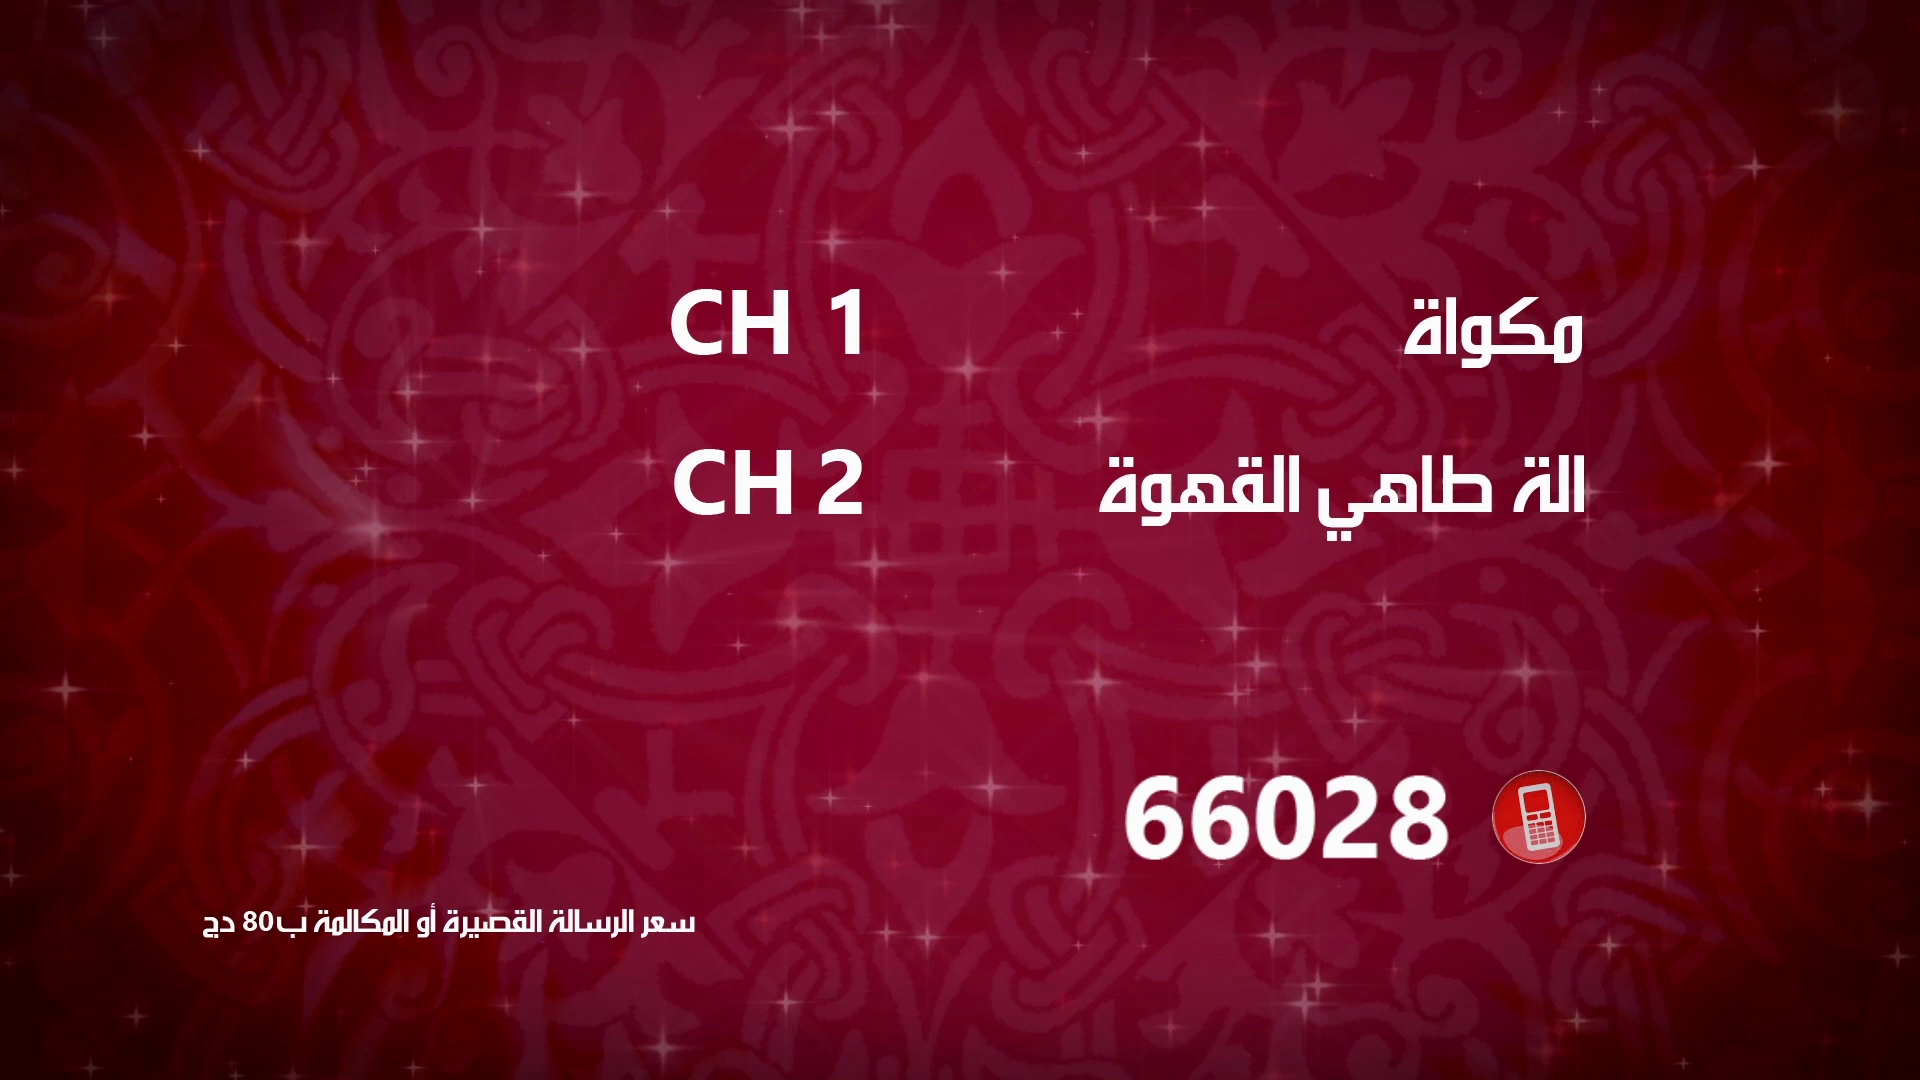 مكواة CH 1
الة طاهي القهوة CH 2
66028
سعر الرسالة القصيرة أو المكالمة ب80 دج